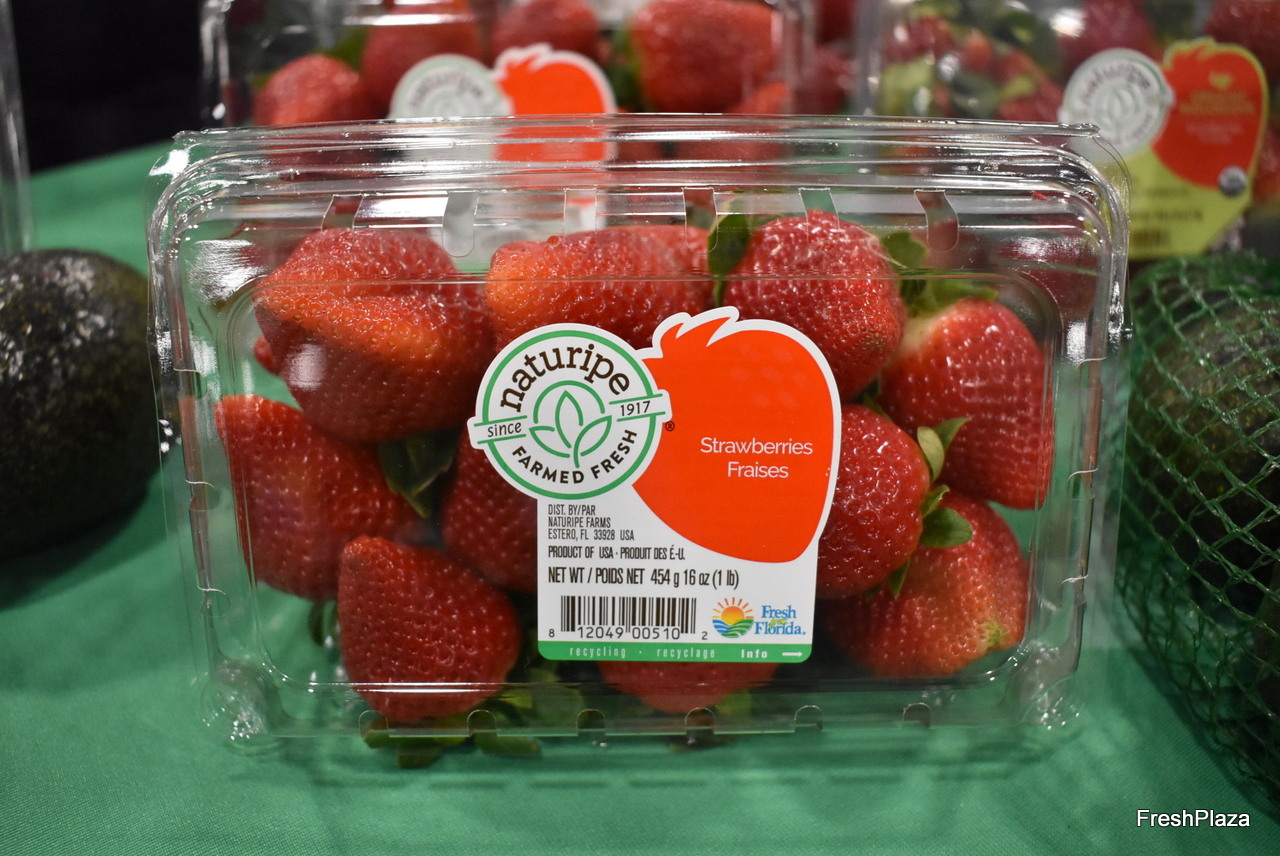 naturipe
naturipe
since 1917
FARMED FRESH
®
Strawberries
Fraises
DIST. BY/PAR
NATURIPE FARMS
ESTERO, FL 33928 USA
PRODUCT OF USA · PRODUIT DES É.-U.
NET WT / POIDS NET 454 g 16 oz (1 lb)
8 12049 00510 2
Fresh
from
Florida.
recycling · recyclage Info
FreshPlaza